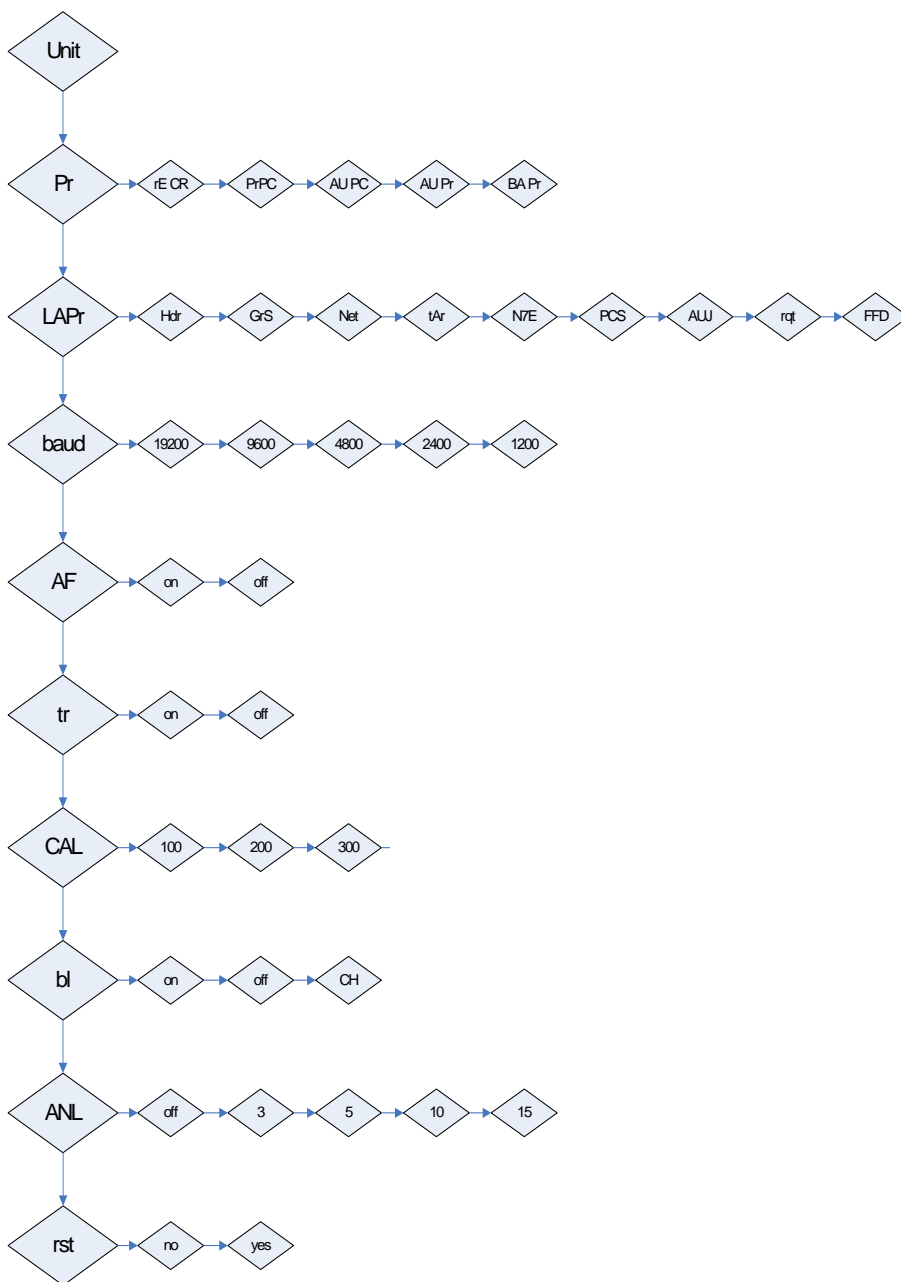 Unit
Pr rE CR PrPC AU PC AU Pr BA Pr
LAPr Hdr GrS Net tAr N7E PCS AUJ rqt FFD
baud 19200 9600 4800 2400 1200
AF on off
tr on off
CAL 100 200 300
bl on off CH
ANL off 3 5 10 15
rst no yes